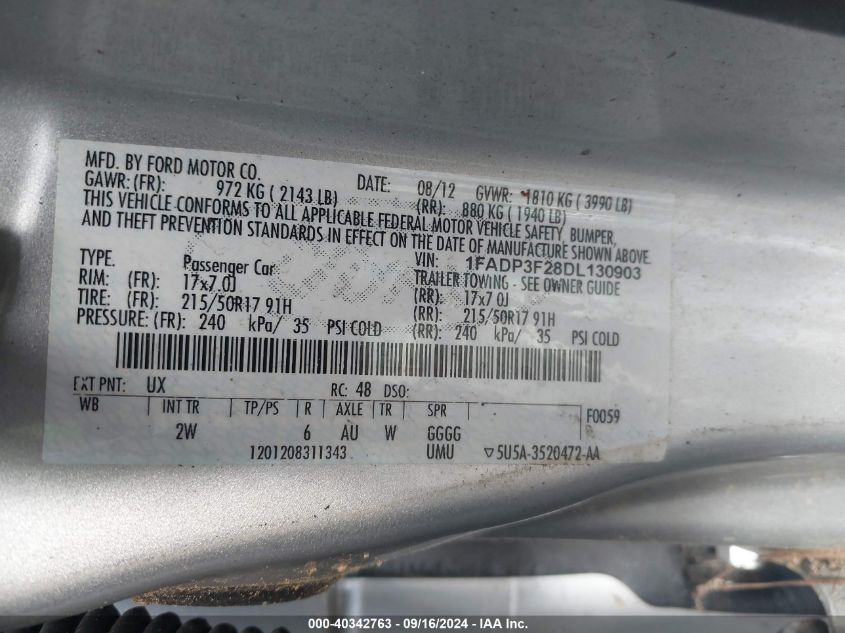 MFD. BY FORD MOTOR CO.
DATE: 08/12 GVWR: 1810 KG ( 3990 LB)
GAWR: (FR): 972 KG ( 2143 LB) (RR): 880 KG ( 1940 LB)
THIS VEHICLE CONFORMS TO ALL APPLICABLE FEDERAL MOTOR VEHICLE SAFETY, BUMPER,
AND THEFT PREVENTION STANDARDS IN EFFECT ON THE DATE OF MANUFACTURE SHOWN ABOVE.
VIN: 1FADP3F28DL130903
TYPE: Passenger Car TRAILER TOWING - SEE OWNER GUIDE
RIM: (FR): 17x7.0J (RR): 17x7.0J
TIRE: (FR): 215/50R17 91H (RR): 215/50R17 91H
PRESSURE: (FR): 240 kPa/ 35 PSI COLD (RR): 240 kPa/ 35 PSI COLD
EXT PNT: UX RC: 48 DSO:
WB INT TR TP/PS R AXLE TR SPR F0059
2W 6 AU W GGGG
1201208311343 UMU ▽5U5A-3520472-AA
000-40342763 - 09/16/2024 - IAAI.com